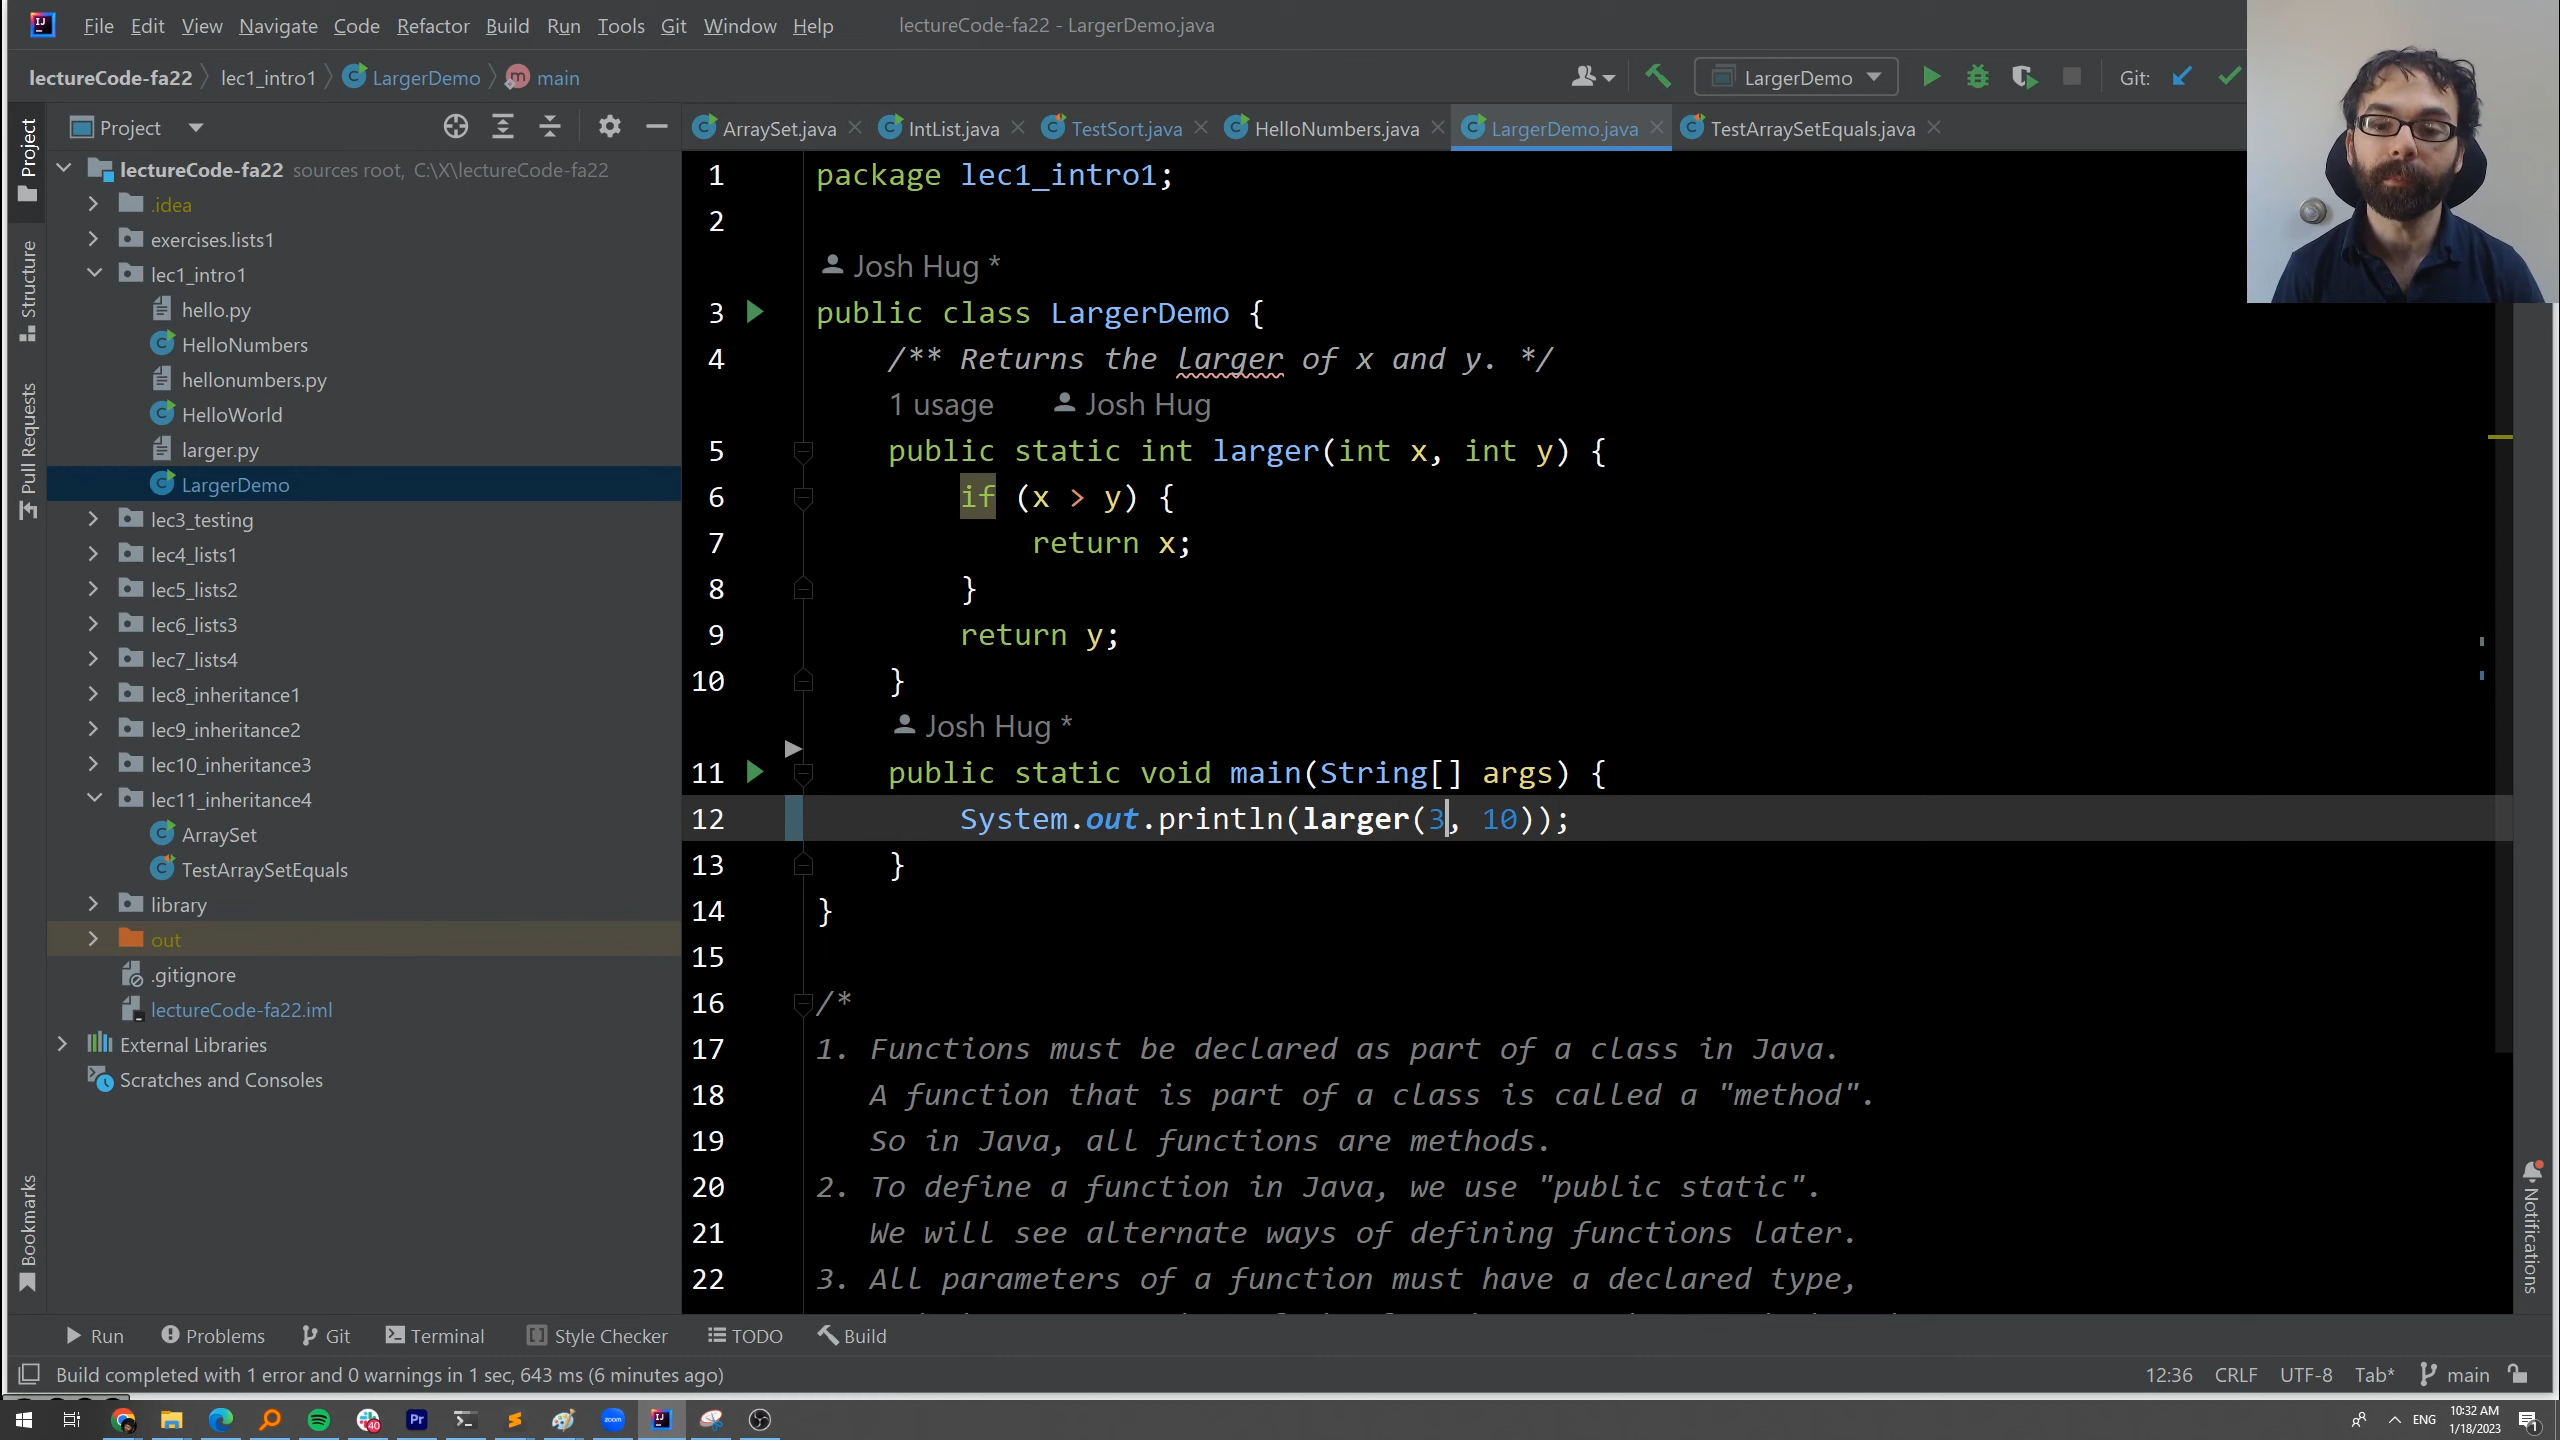 File Edit View Navigate Code Refactor Build Run Tools Git Window Help lectureCode-fa22 - LargerDemo.java
lectureCode-fa22 lec1_intro1 LargerDemo main LargerDemo Git:
Project
ArraySet.java IntList.java TestSort.java HelloNumbers.java LargerDemo.java TestArraySetEquals.java
Project
Structure
Pull Requests
Bookmarks
lectureCode-fa22 sources root, C:\X\lectureCode-fa22
.idea
exercises.lists1
lec1_intro1
hello.py
HelloNumbers
hellonumbers.py
HelloWorld
larger.py
LargerDemo
lec3_testing
lec4_lists1
lec5_lists2
lec6_lists3
lec7_lists4
lec8_inheritance1
lec9_inheritance2
lec10_inheritance3
lec11_inheritance4
ArraySet
TestArraySetEquals
library
out
.gitignore
lectureCode-fa22.iml
External Libraries
Scratches and Consoles
1 package lec1_intro1;
2
Josh Hug *
3 public class LargerDemo {
4 /** Returns the larger of x and y. */
1 usage Josh Hug
5 public static int larger(int x, int y) {
6 if (x > y) {
7 return x;
8 }
9 return y;
10 }
Josh Hug *
11 public static void main(String[] args) {
12 System.out.println(larger(3, 10));
13 }
14 }
15
16 /*
17 1. Functions must be declared as part of a class in Java.
18 A function that is part of a class is called a "method".
19 So in Java, all functions are methods.
20 2. To define a function in Java, we use "public static".
21 We will see alternate ways of defining functions later.
22 3. All parameters of a function must have a declared type,
Notifications
Run Problems Git Terminal Style Checker TODO Build
Build completed with 1 error and 0 warnings in 1 sec, 643 ms (6 minutes ago) 12:36 CRLF UTF-8 Tab* main
40 Pr zoom IJ ENG 10:32 AM
1/18/2023 1